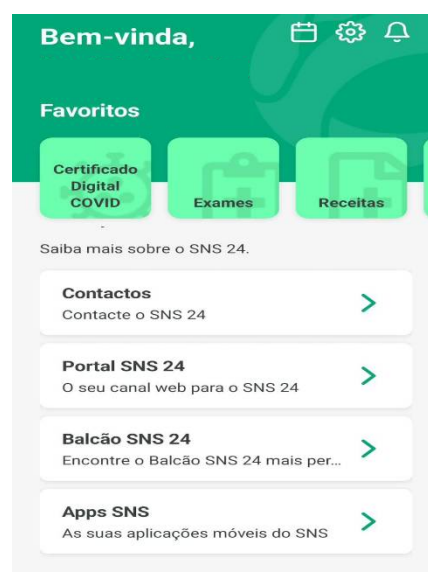 Bem-vinda,
Favoritos
Certificado
Digital
COVID
Exames
Receitas
Saiba mais sobre o SNS 24.
Contactos
Contacte o SNS 24
Portal SNS 24
O seu canal web para o SNS 24
Balcão SNS 24
Encontre o Balcão SNS 24 mais per...
Apps SNS
As suas aplicações móveis do SNS